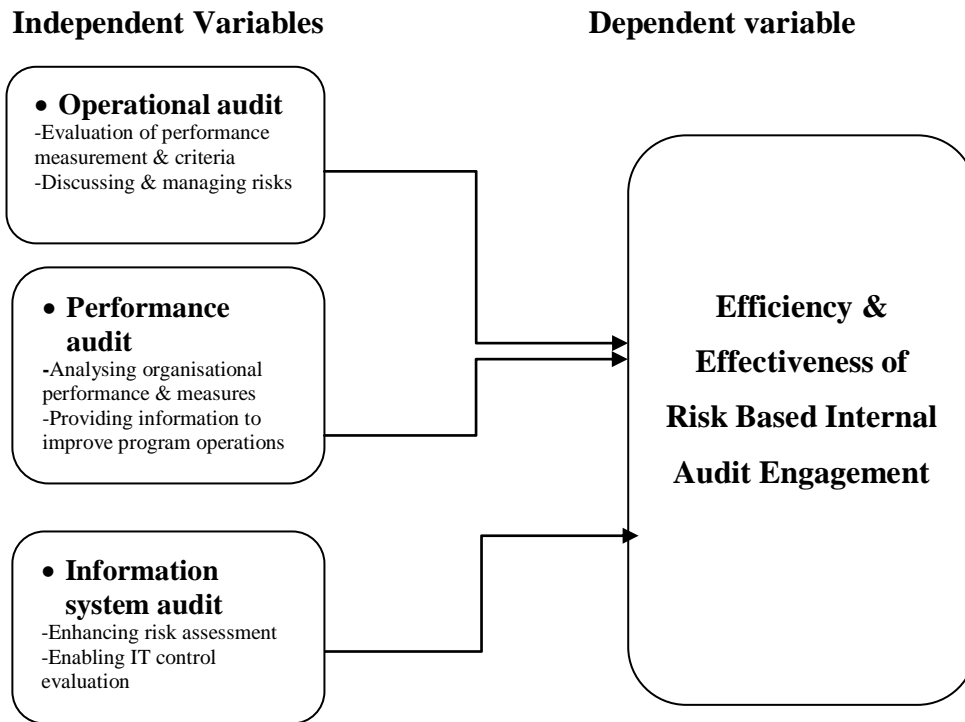 Independent Variables
Dependent variable
• Operational audit
-Evaluation of performance
measurement & criteria
-Discussing & managing risks
• Performance
audit
-Analysing organisational
performance & measures
-Providing information to
improve program operations
• Information
system audit
-Enhancing risk assessment
-Enabling IT control
evaluation
Efficiency &
Effectiveness of
Risk Based Internal
Audit Engagement